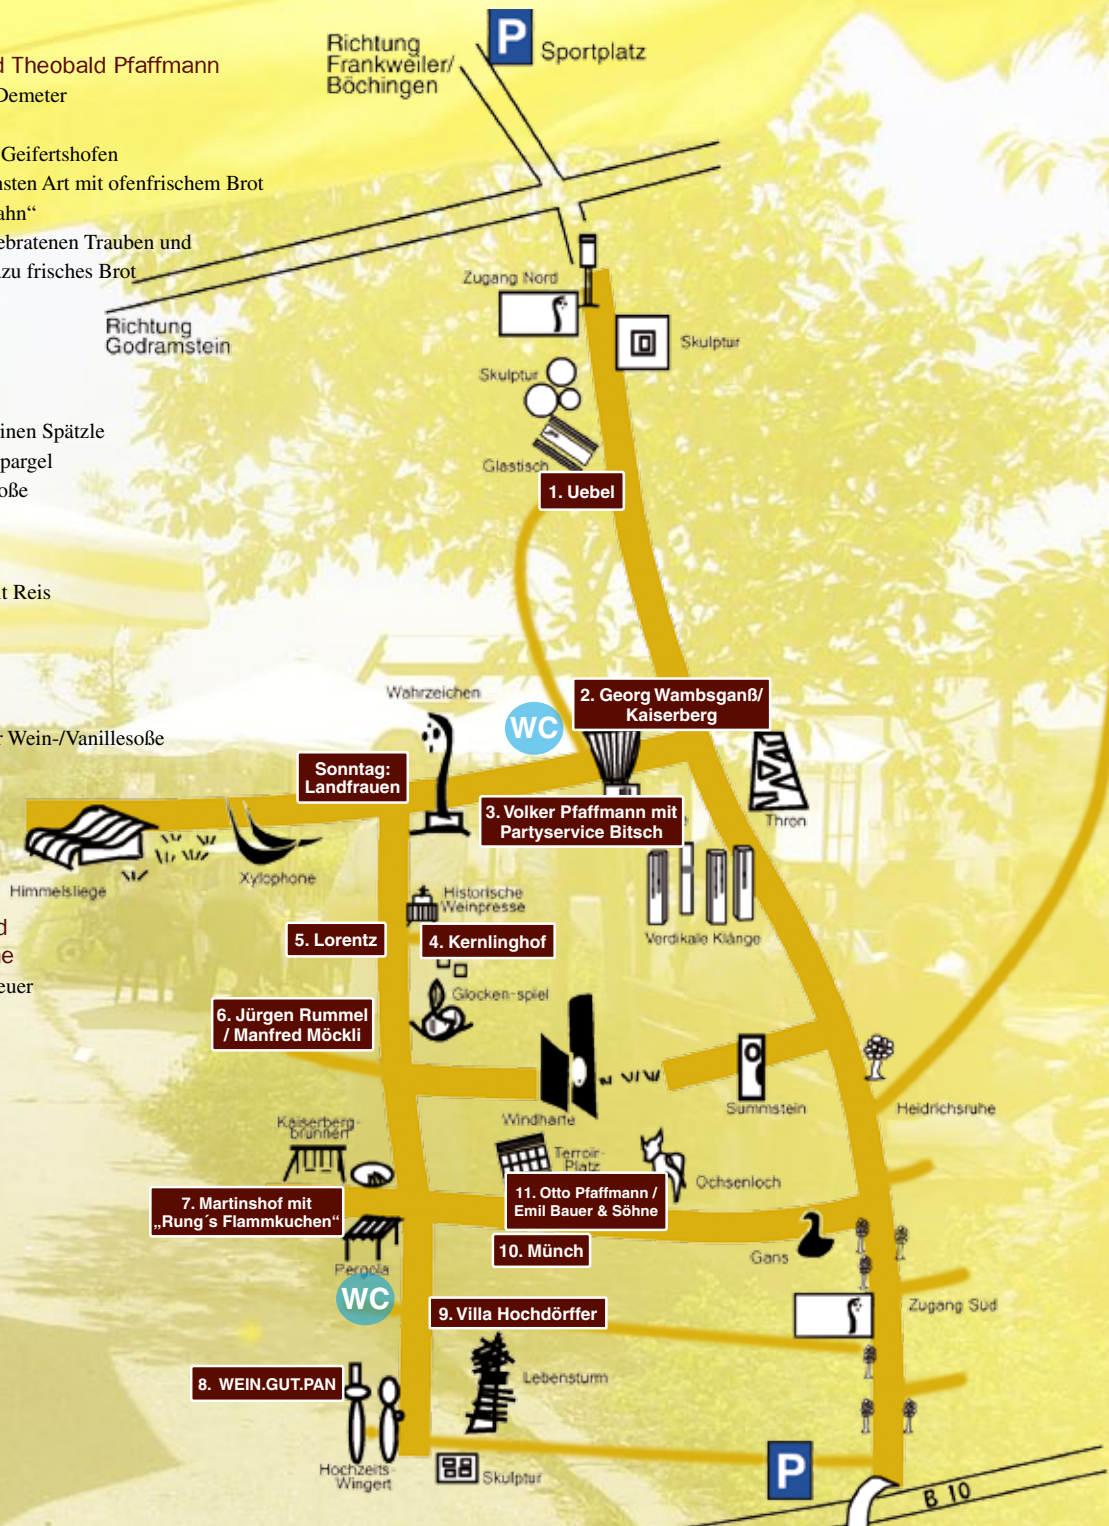 d Theobald Pfaffmann
Demeter
Geifertshofen
nsten Art mit ofenfrischem Brot
ahn“
ebratenen Trauben und
zu frisches Brot
inen Spätzle
pargel
oße
t Reis
r Wein-/Vanillesoße
d
e
euer
Richtung
Frankweiler/
Böchingen
P
Sportplatz
Richtung
Godramstein
Zugang Nord
Skulptur
Skulptur
Glastisch
1. Uebel
Wahrzeichen
WC
2. Georg Wambsganß/
Kaiserberg
Sonntag:
Landfrauen
3. Volker Pfaffmann mit
Partyservice Bitsch
t
Thron
Himmelsliege
Xylophone
Historische
Weinpresse
Verdikale Klänge
5. Lorentz
4. Kernlinghof
Glocken-spiel
6. Jürgen Rummel
/ Manfred Möckli
Windharfe
Summstein
Heidrichsruhe
Kaiserberg-
brunnen
Terroir-
Platz
Ochsenloch
7. Martinshof mit
„Rung´s Flammkuchen“
11. Otto Pfaffmann /
Emil Bauer & Söhne
10. Münch
Gans
Pergola
WC
9. Villa Hochdörffer
Zugang Süd
8. WEIN.GUT.PAN
Lebensturm
Hochzeits-
Wingert
Skulptur
P
B 10